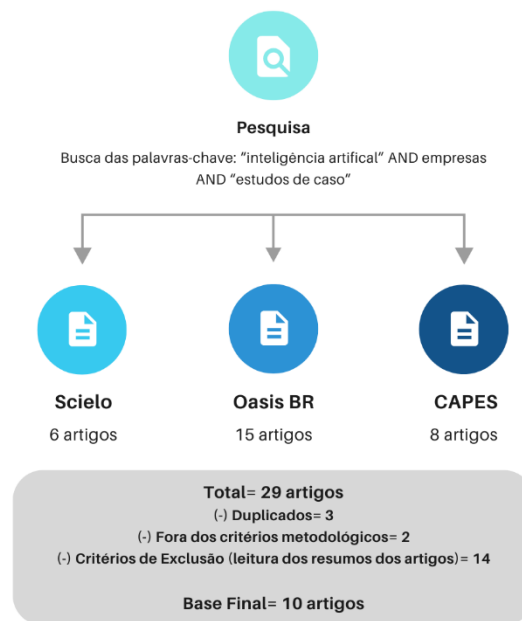 Pesquisa
Busca das palavras-chave: “inteligência artifical” AND empresas
AND “estudos de caso”
Scielo
Oasis BR
CAPES
6 artigos
15 artigos
8 artigos
Total= 29 artigos
(-) Duplicados= 3
(-) Fora dos critérios metodológicos= 2
(-) Critérios de Exclusão (leitura dos resumos dos artigos)= 14
Base Final= 10 artigos